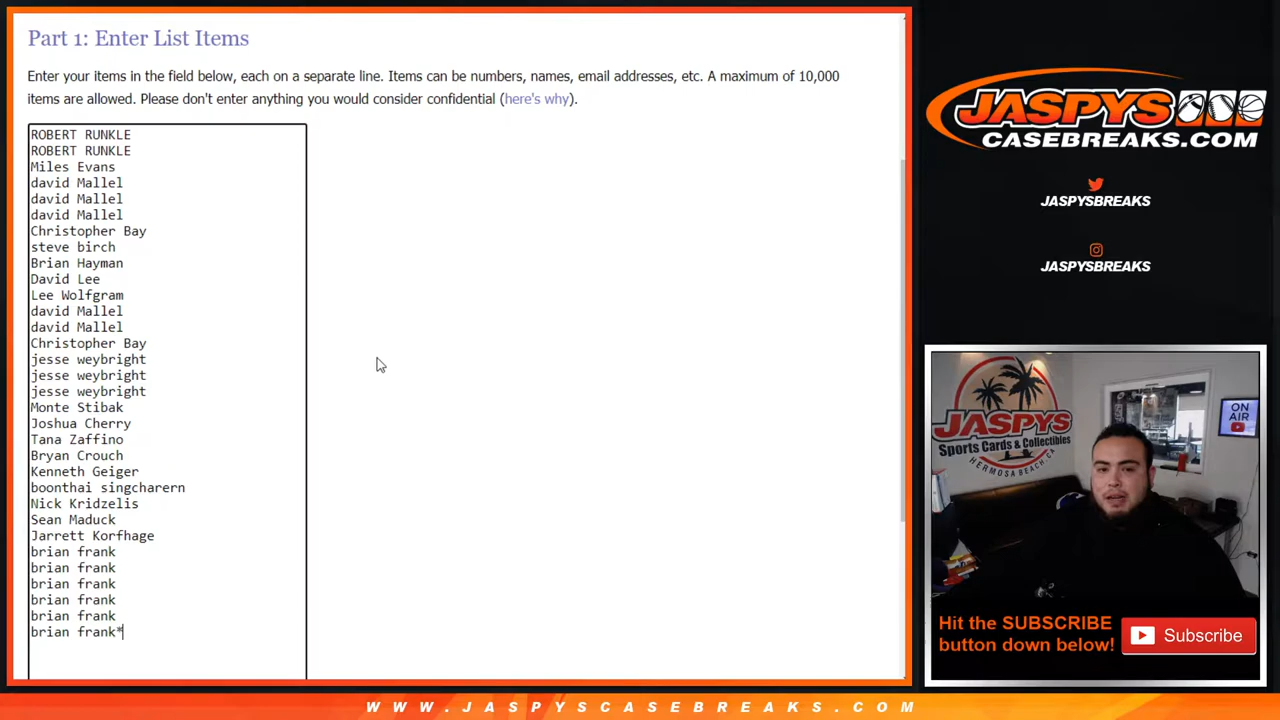 Part 1: Enter List Items
Enter your items in the field below, each on a separate line. Items can be numbers, names, email addresses, etc. A maximum of 10,000
items are allowed. Please don't enter anything you would consider confidential (here's why).
ROBERT RUNKLE
ROBERT RUNKLE
Miles Evans
david Mallel
david Mallel
david Mallel
Christopher Bay
steve birch
Brian Hayman
David Lee
Lee Wolfgram
david Mallel
david Mallel
Christopher Bay
jesse weybright
jesse weybright
jesse weybright
Monte Stibak
Joshua Cherry
Tana Zaffino
Bryan Crouch
Kenneth Geiger
boonthai singcharern
Nick Kridzelis
Sean Maduck
Jarrett Korfhage
brian frank
brian frank
brian frank
brian frank
brian frank
brian frank*
JASPYS
CASEBREAKS.COM
JASPYSBREAKS
JASPYSBREAKS
JASPYS
Sports Cards & Collectibles
HERMOSA BEACH, CA
ON
AIR
Hit the SUBSCRIBE
button down below!
Subscribe
WWW.JASPYSCASEBREAKS.COM